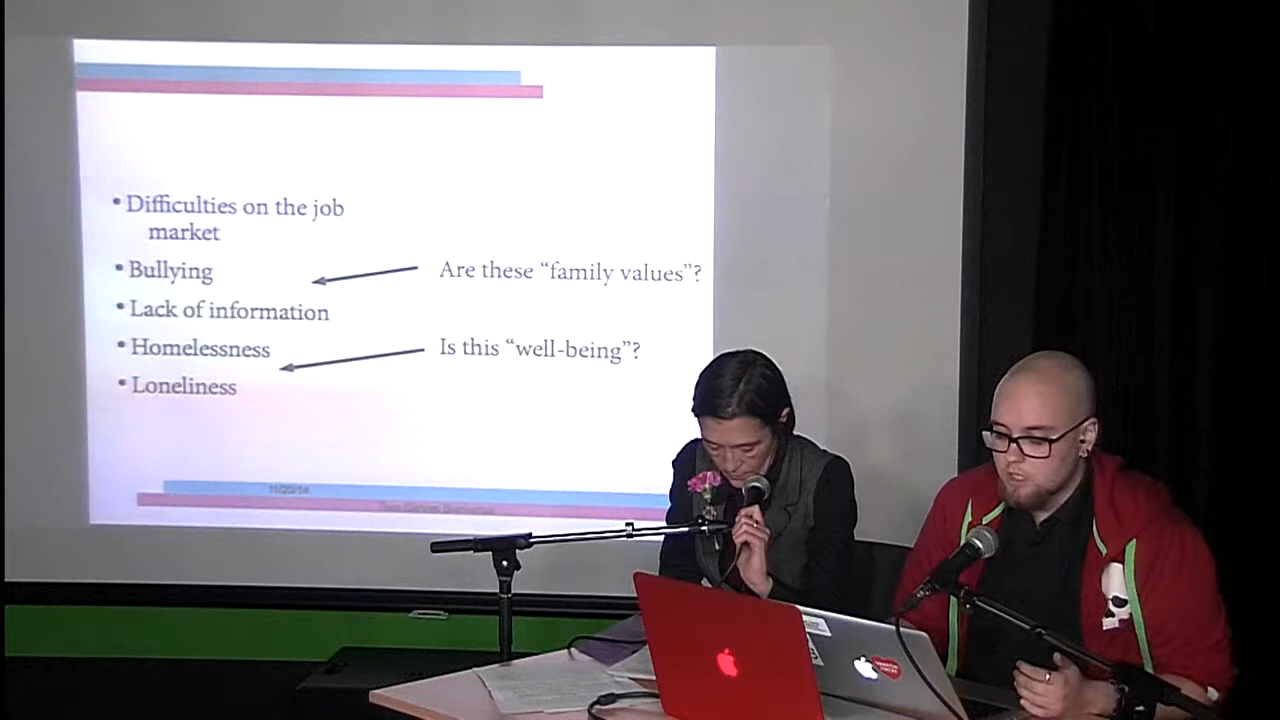 • Difficulties on the job
market
• Bullying
Are these “family values”?
• Lack of information
• Homelessness
Is this “well-being”?
• Loneliness
11/20/14